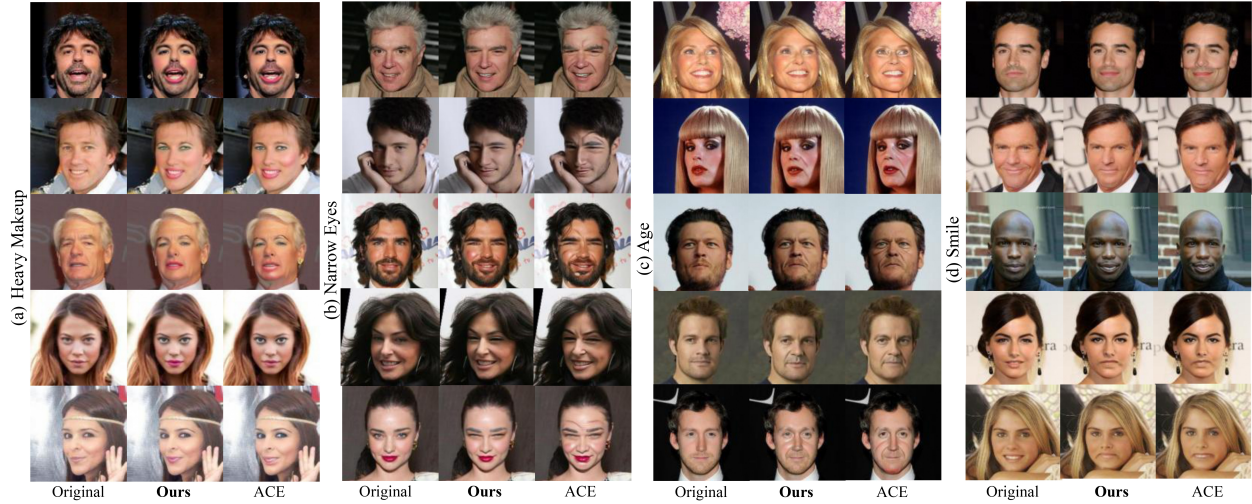 (a) Heavy Makeup
Original Ours ACE
(b) Narrow Eyes
Original Ours ACE
(c) Age
Original Ours ACE
(d) Smile
Original Ours ACE